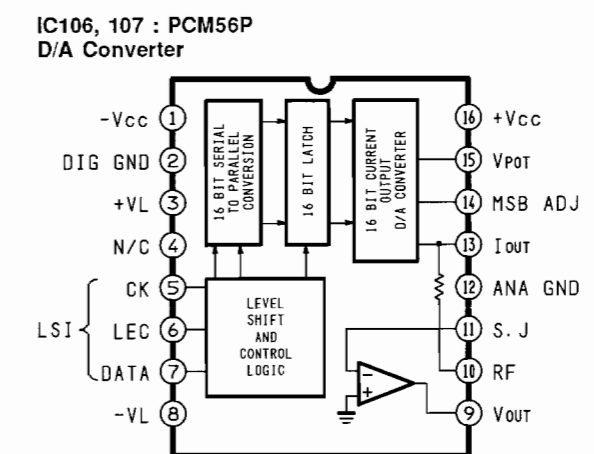 IC106, 107 : PCM56P
D/A Converter
-Vcc 1
DIG GND 2
+VL 3
N/C 4
LSI
CK 5
LEC 6
DATA 7
-VL 8
16 BIT SERIAL
TO PARALLEL
CONVERSION
16 BIT LATCH
16 BIT CURRENT
OUTPUT
D/A CONVERTER
LEVEL
SHIFT
AND
CONTROL
LOGIC
-
+
16 +Vcc
15 VPOT
14 MSB ADJ
13 IOUT
12 ANA GND
11 S.J
10 RF
9 VOUT